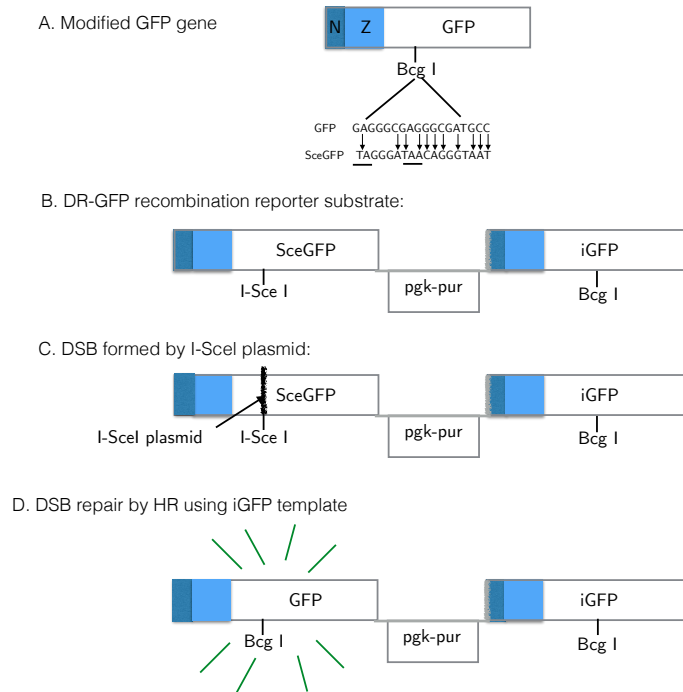 A. Modified GFP gene
N Z GFP
Bcg I
GFP GAGGGCGAGGGCGATGCC
SceGFP TAGGGATAACAGGGTAAT
B. DR-GFP recombination reporter substrate:
SceGFP iGFP
I-Sce I pgk-pur Bcg I
C. DSB formed by I-SceI plasmid:
SceGFP iGFP
I-SceI plasmid I-Sce I pgk-pur Bcg I
D. DSB repair by HR using iGFP template
GFP iGFP
Bcg I pgk-pur Bcg I